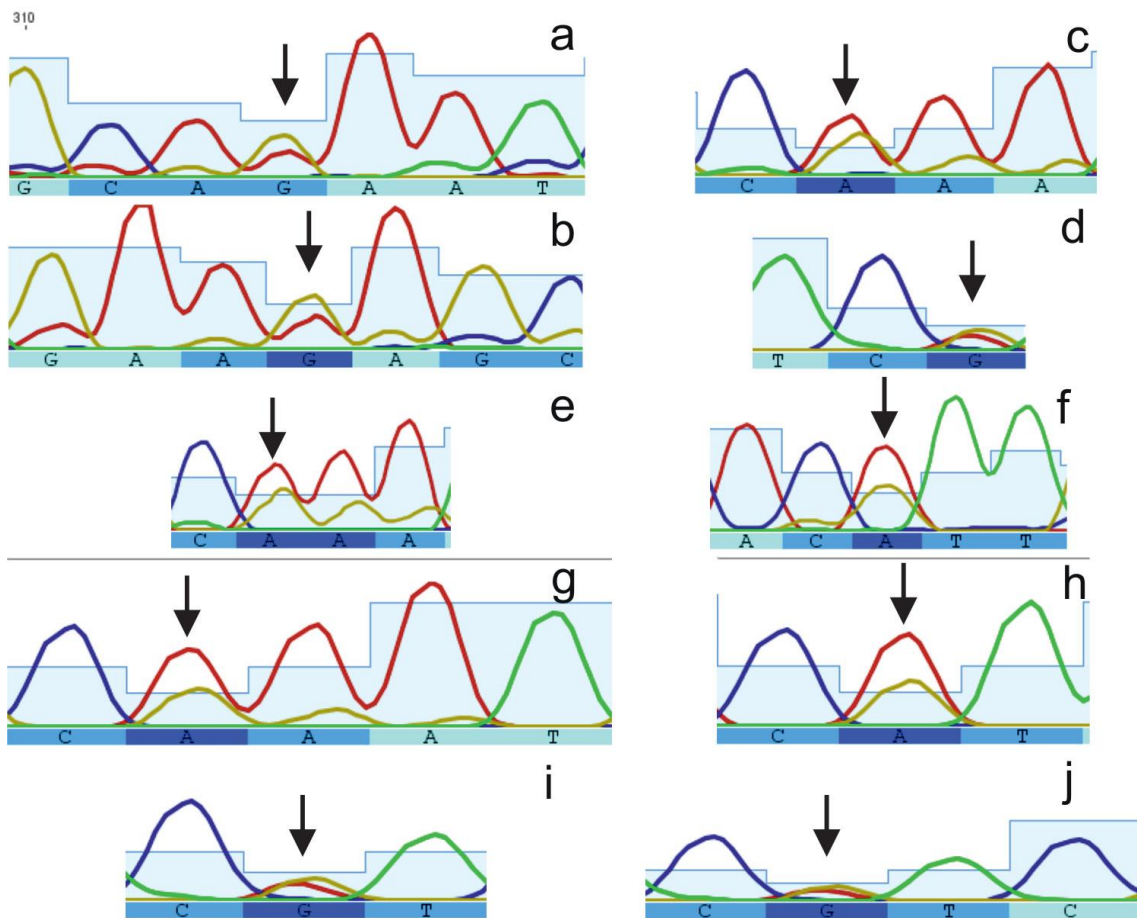 310
a
G C A G A A T
c
C A A A
b
G A A G A G C
d
T C G
e
C A A A
f
A C A T T
g
C A A A T
h
C A T
i
C G T
j
C G T C